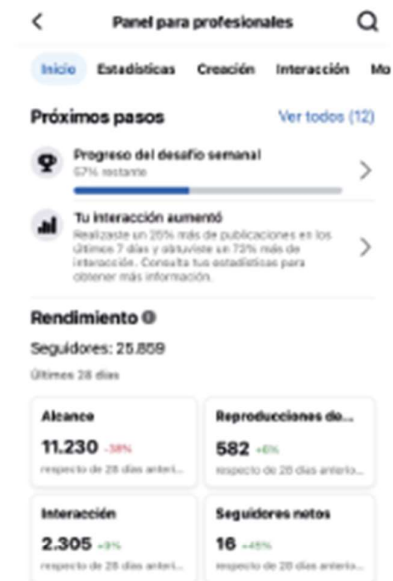 Panel para profesionales
Inicio Estadísticas Creación Interacción Mo
Próximos pasos Ver todos (12)
Progreso del desafío semanal
57% restante
Tu interacción aumentó
Realizaste un 25% más de publicaciones en los
últimos 7 días y obtuviste un 73% más de
interacción. Consulta tus estadísticas para
obtener más información.
Rendimiento
Seguidores: 25.859
Últimos 28 días
Alcance Reproducciones de...
11.230 -38% 582 +6%
respecto de 28 días anteri... respecto de 28 días anterio...
Interacción Seguidores netos
2.305 +9% 16 +45%
respecto de 28 días anteri... respecto de 28 días anterio...